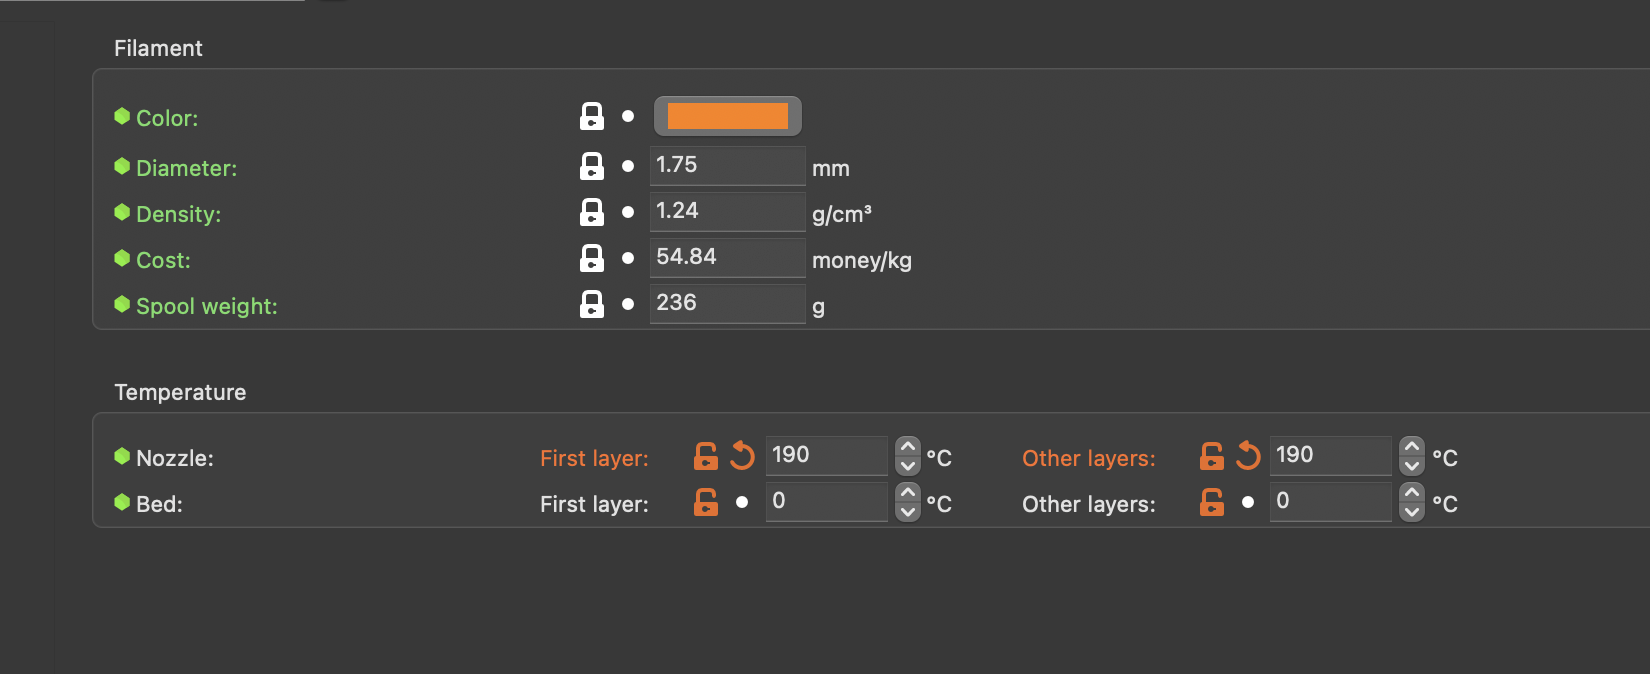 Filament
Color:
Diameter: 1.75 mm
Density: 1.24 g/cm³
Cost: 54.84 money/kg
Spool weight: 236 g
Temperature
Nozzle: First layer: 190 °C Other layers: 190 °C
Bed: First layer: 0 °C Other layers: 0 °C